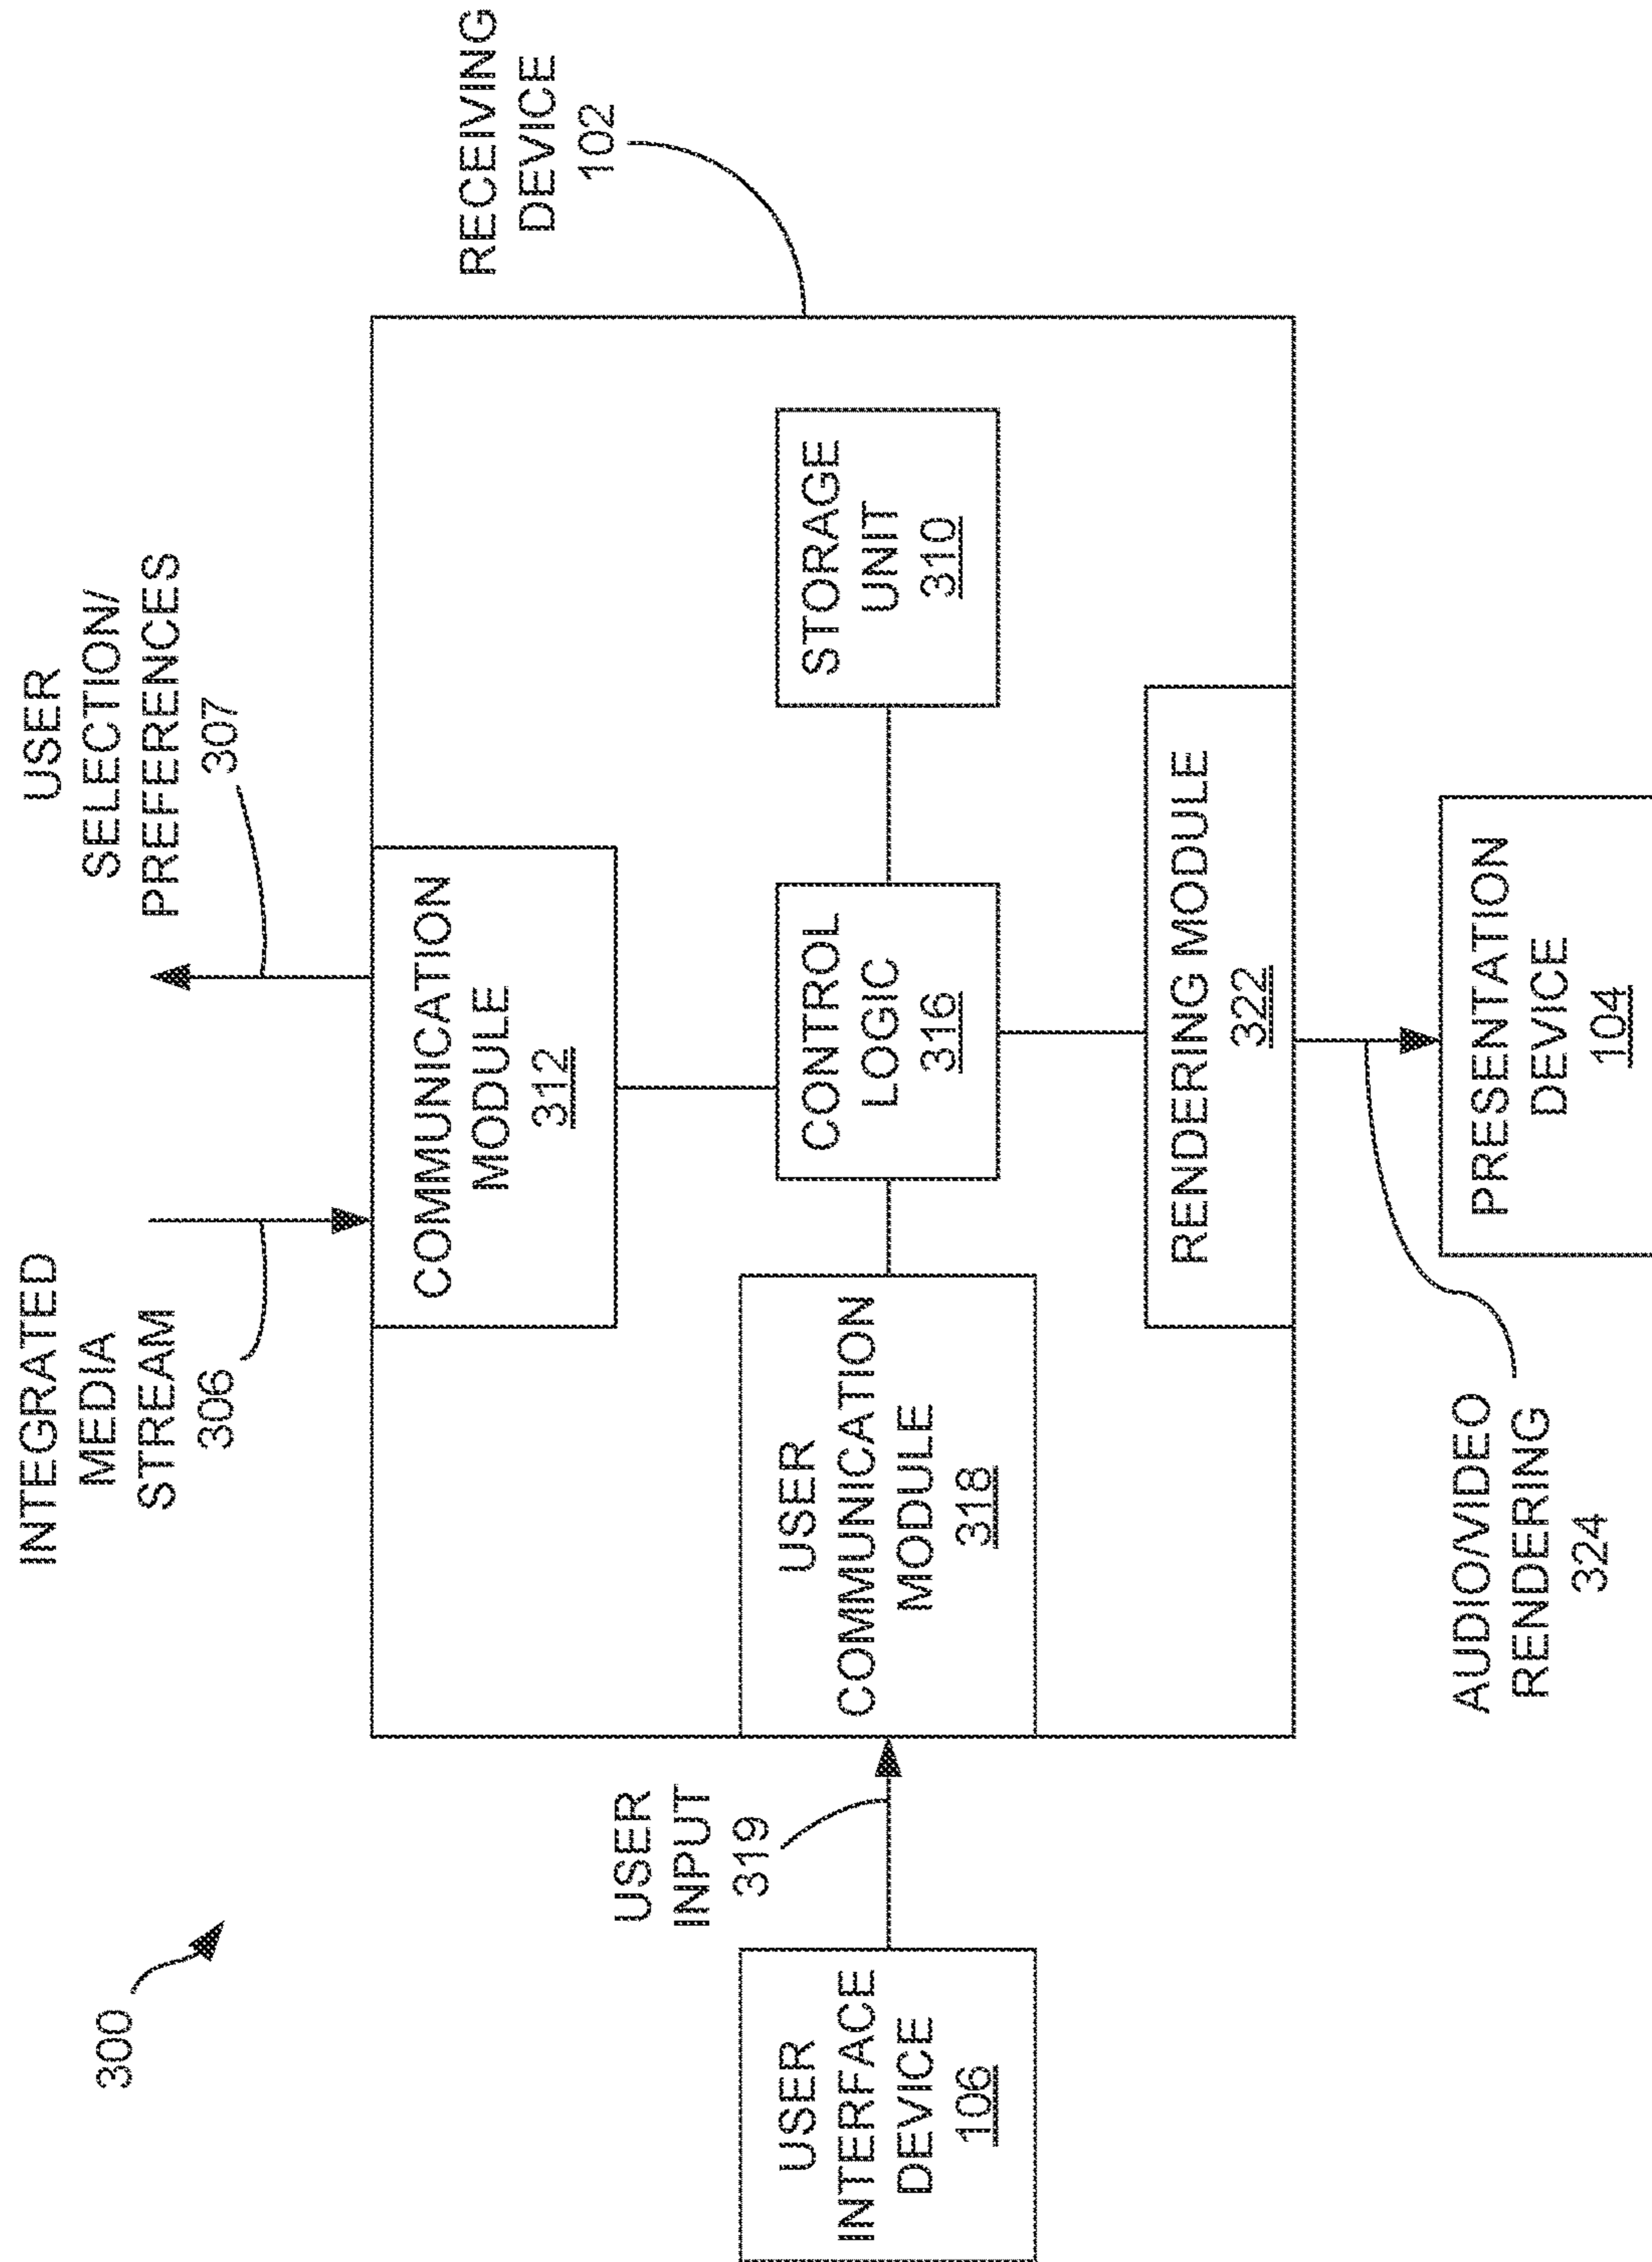 300
INTEGRATED
MEDIA
STREAM
306
USER
SELECTION/
PREFERENCES
307
RECEIVING
DEVICE
102
COMMUNICATION
MODULE
312
USER
INPUT
319
USER
INTERFACE
DEVICE
106
USER
COMMUNICATION
MODULE
318
CONTROL
LOGIC
316
STORAGE
UNIT
310
RENDERING MODULE
322
AUDIO/VIDEO
RENDERING
324
PRESENTATION
DEVICE
104